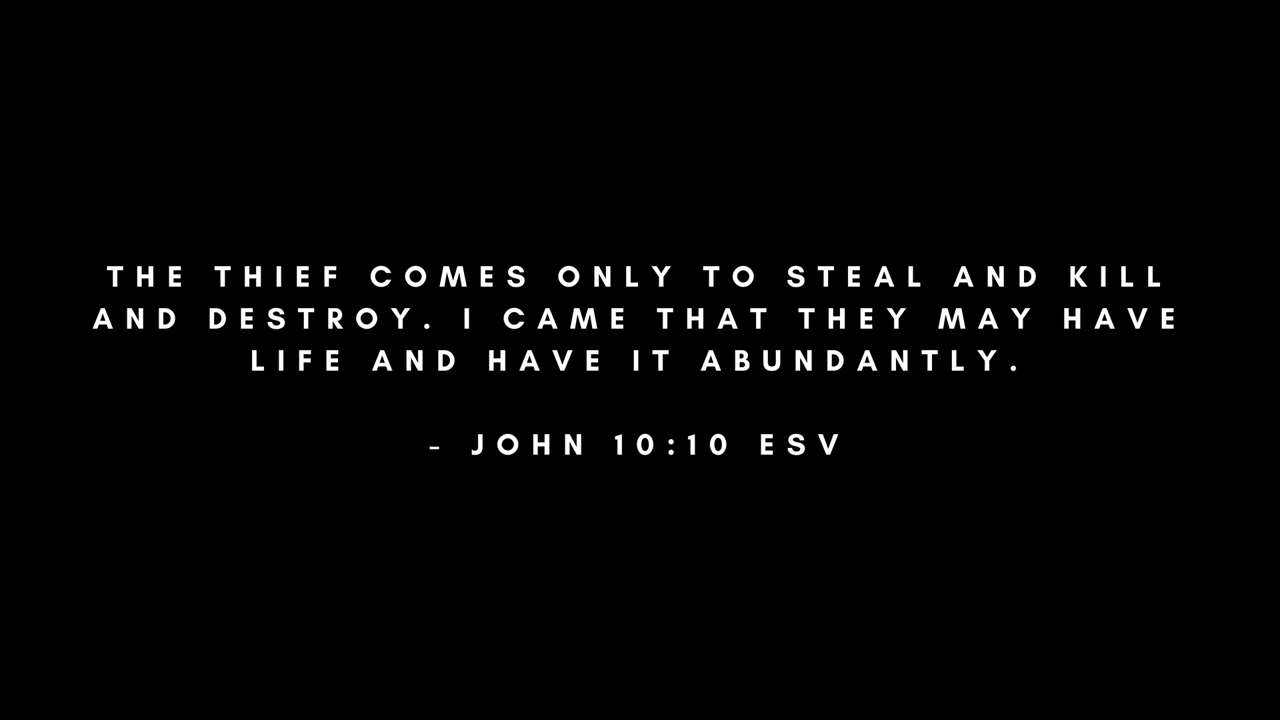 THE THIEF COMES ONLY TO STEAL AND KILL
AND DESTROY. I CAME THAT THEY MAY HAVE
LIFE AND HAVE IT ABUNDANTLY.
- JOHN 10:10 ESV